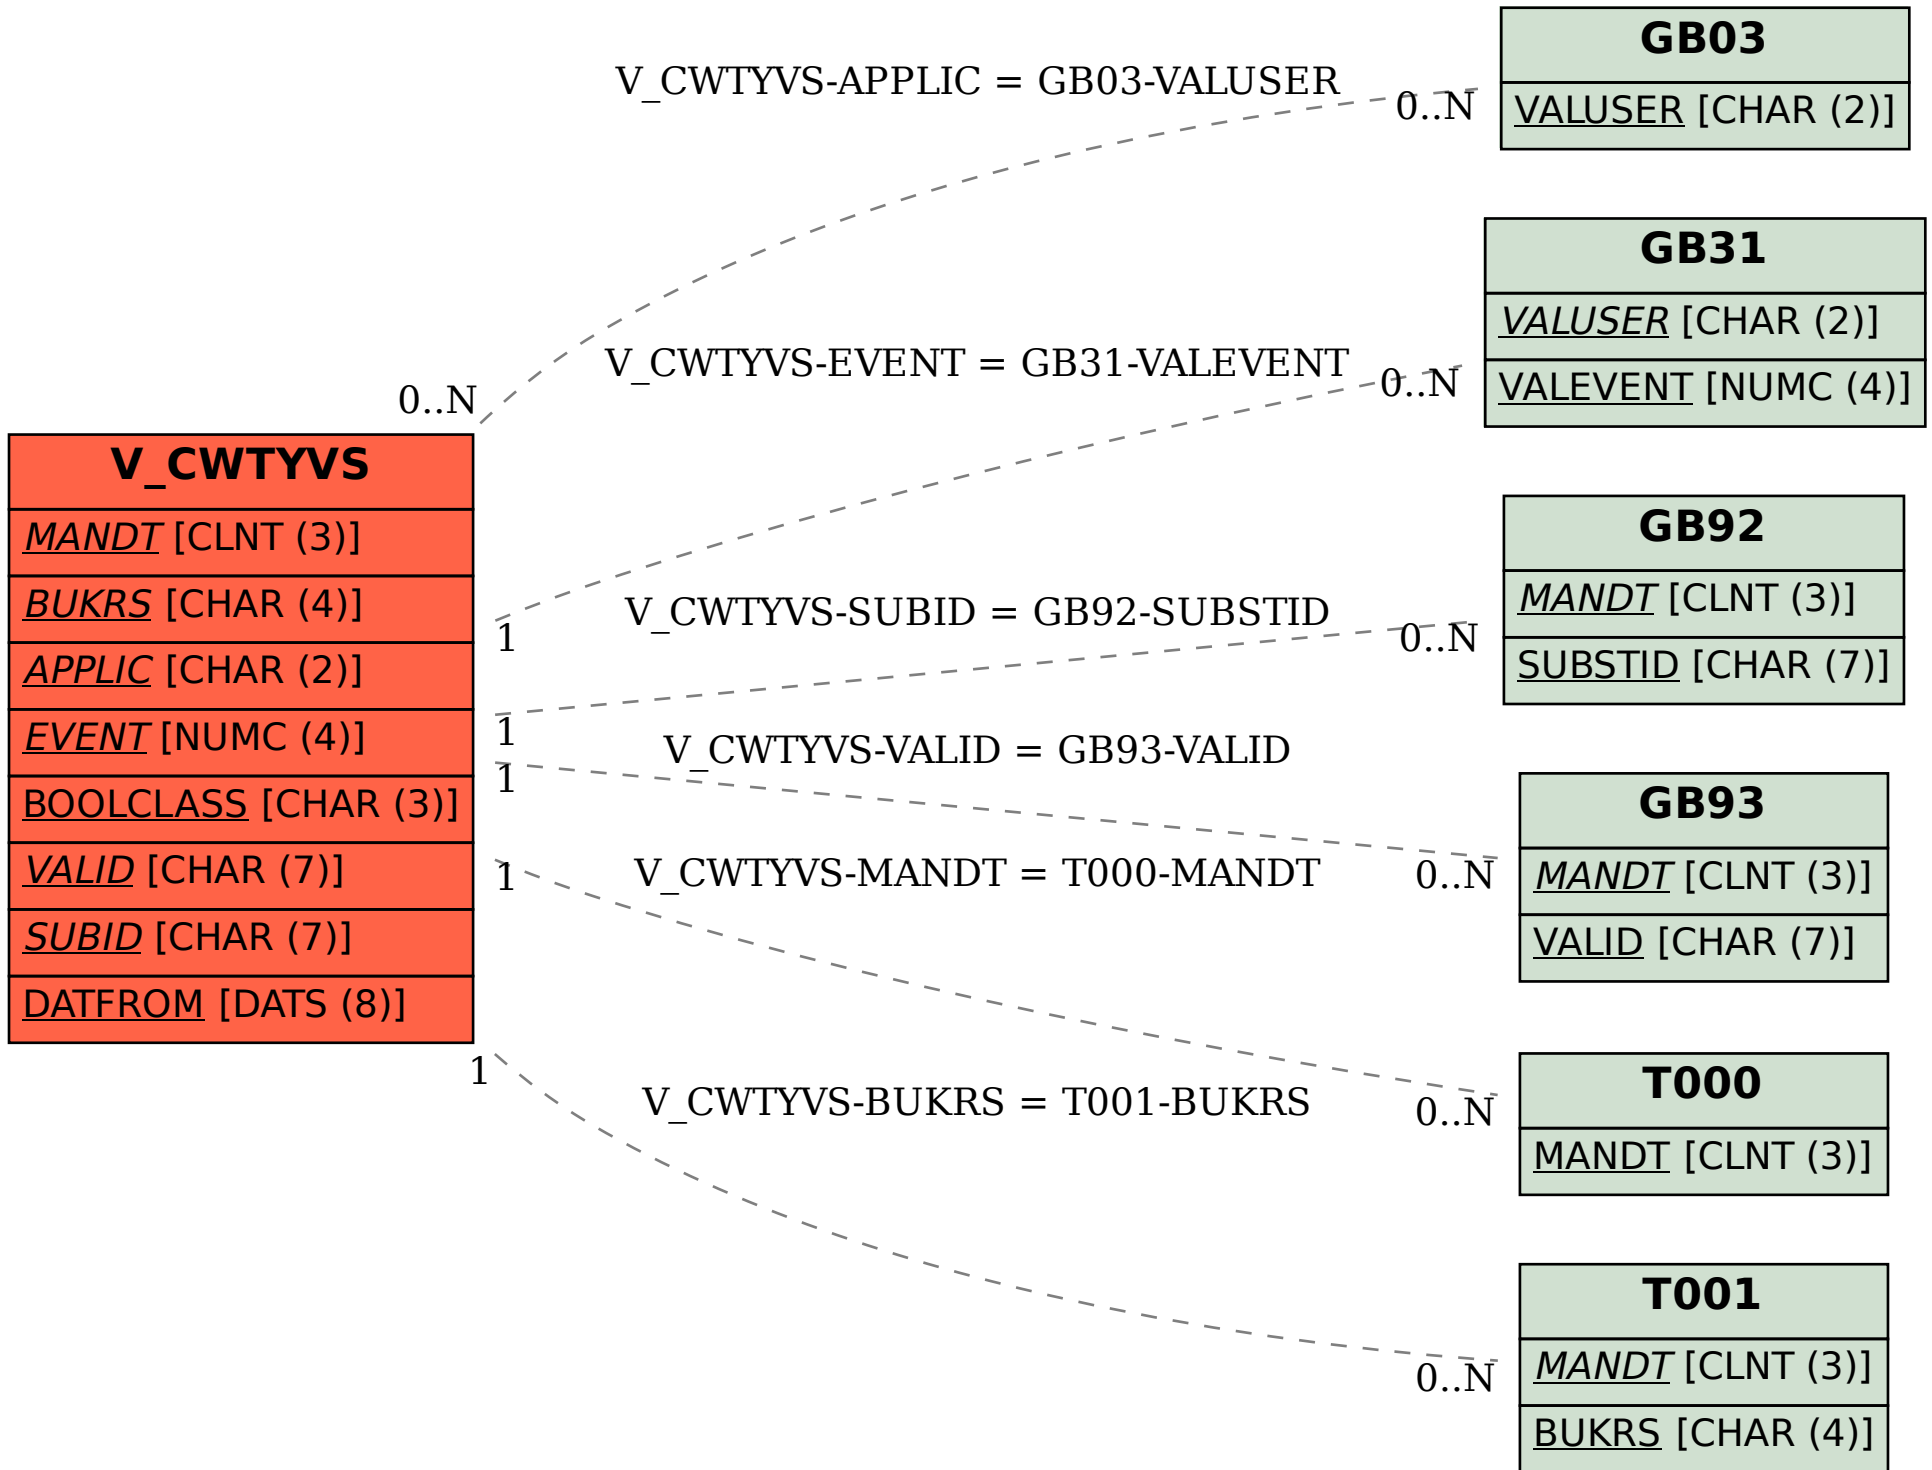 V_CWTYVS
MANDT [CLNT (3)]
BUKRS [CHAR (4)]
APPLIC [CHAR (2)]
EVENT [NUMC (4)]
BOOLCLASS [CHAR (3)]
VALID [CHAR (7)]
SUBID [CHAR (7)]
DATFROM [DATS (8)]
V_CWTYVS-APPLIC = GB03-VALUSER
0..N
0..N
V_CWTYVS-EVENT = GB31-VALEVENT
0..N
1
V_CWTYVS-SUBID = GB92-SUBSTID
0..N
1
V_CWTYVS-VALID = GB93-VALID
1
0..N
V_CWTYVS-MANDT = T000-MANDT
1
0..N
V_CWTYVS-BUKRS = T001-BUKRS
1
0..N
GB03
VALUSER [CHAR (2)]
GB31
VALUSER [CHAR (2)]
VALEVENT [NUMC (4)]
GB92
MANDT [CLNT (3)]
SUBSTID [CHAR (7)]
GB93
MANDT [CLNT (3)]
VALID [CHAR (7)]
T000
MANDT [CLNT (3)]
T001
MANDT [CLNT (3)]
BUKRS [CHAR (4)]